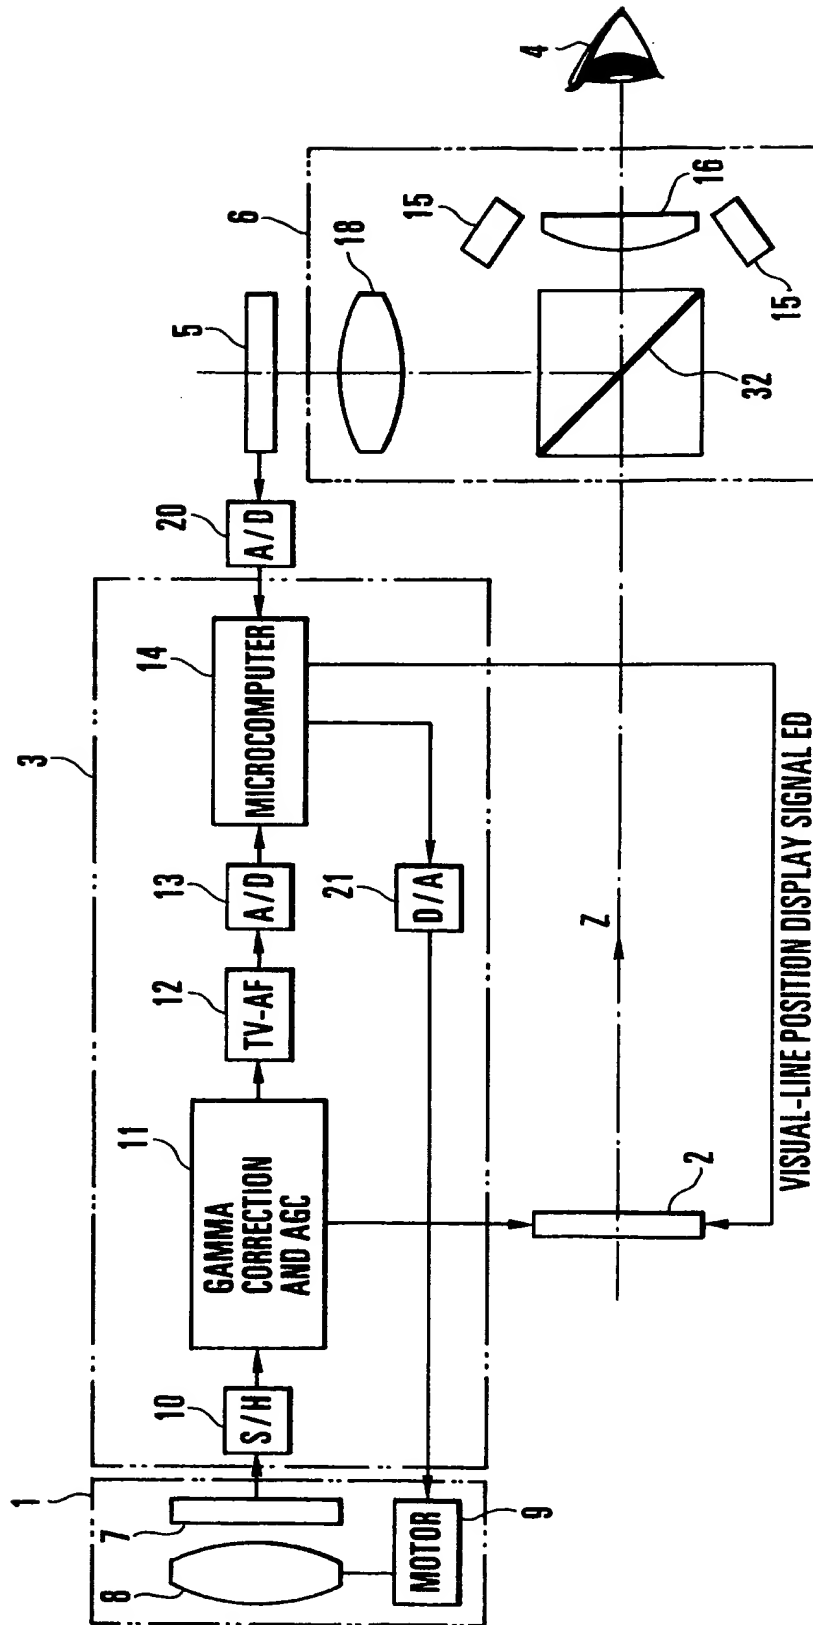 1
7
8
MOTOR
9
3
10
S/H
11
GAMMA
CORRECTION
AND AGC
12
TV-AF
13
A/D
14
MICROCOMPUTER
21
D/A
20
A/D
5
6
18
15
16
15
32
4
2
Z
VISUAL-LINE POSITION DISPLAY SIGNAL ED